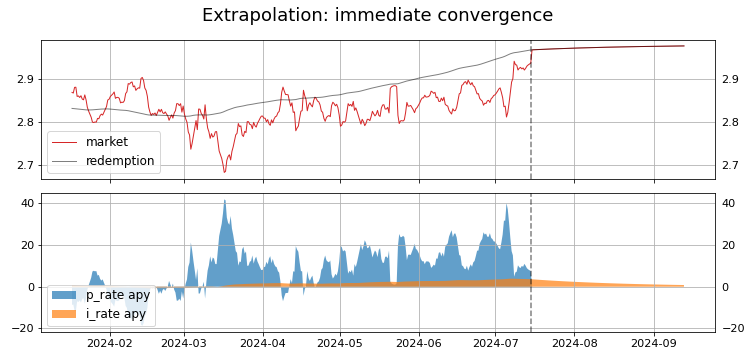 Extrapolation: immediate convergence
2.9
2.8
2.7
market
redemption
2.9
2.8
2.7
40
20
0
−20
p_rate apy
i_rate apy
40
20
0
−20
2024-02 2024-03 2024-04 2024-05 2024-06 2024-07 2024-08 2024-09